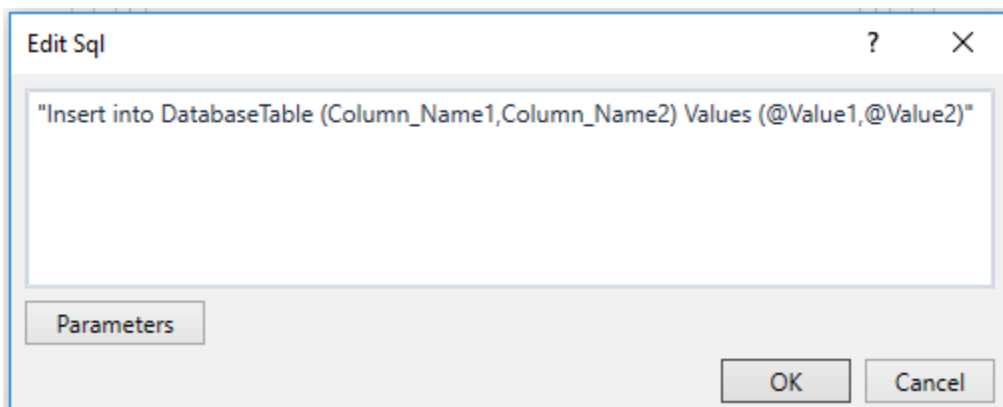 Edit Sql ?
"Insert into DatabaseTable (Column_Name1,Column_Name2) Values (@Value1,@Value2)"
Parameters
OK Cancel